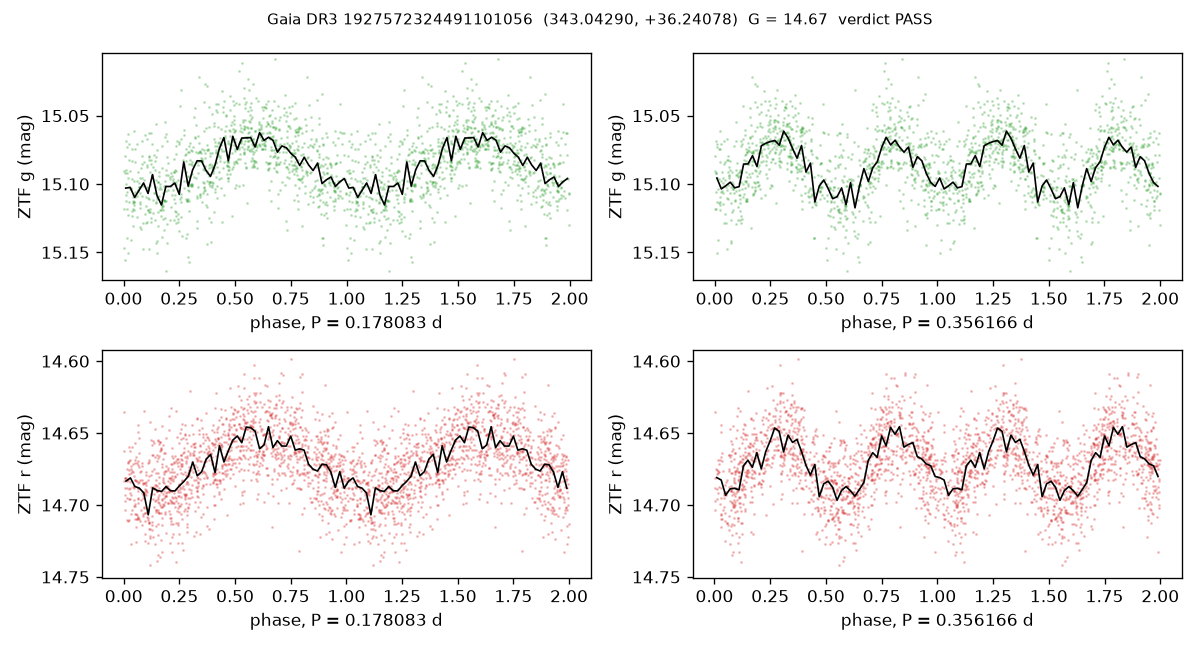 Gaia DR3 1927572324491101056 (343.04290, +36.24078) G = 14.67 verdict PASS
ZTF g (mag)
15.05
15.10
15.15
0.00 0.25 0.50 0.75 1.00 1.25 1.50 1.75 2.00
phase, P = 0.178083 d
ZTF g (mag)
15.05
15.10
15.15
0.00 0.25 0.50 0.75 1.00 1.25 1.50 1.75 2.00
phase, P = 0.356166 d
ZTF r (mag)
14.60
14.65
14.70
14.75
0.00 0.25 0.50 0.75 1.00 1.25 1.50 1.75 2.00
phase, P = 0.178083 d
ZTF r (mag)
14.60
14.65
14.70
14.75
0.00 0.25 0.50 0.75 1.00 1.25 1.50 1.75 2.00
phase, P = 0.356166 d